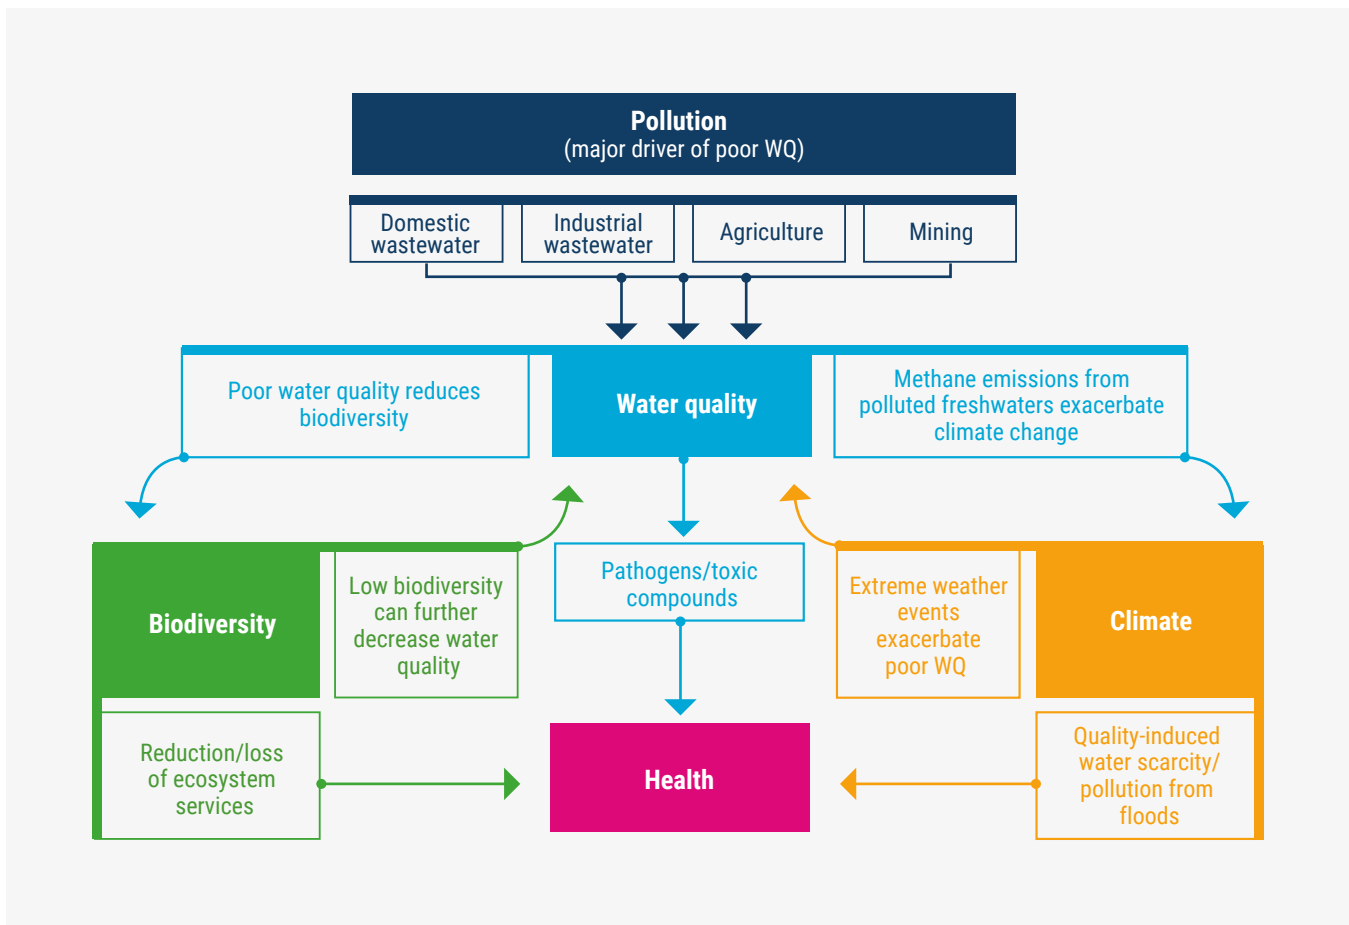 Pollution
(major driver of poor WQ)
Domestic
wastewater
Industrial
wastewater
Agriculture
Mining
Poor water quality reduces
biodiversity
Water quality
Methane emissions from
polluted freshwaters exacerbate
climate change
Biodiversity
Low biodiversity
can further
decrease water
quality
Pathogens/toxic
compounds
Extreme weather
events
exacerbate
poor WQ
Climate
Reduction/loss
of ecosystem
services
Health
Quality-induced
water scarcity/
pollution from
floods